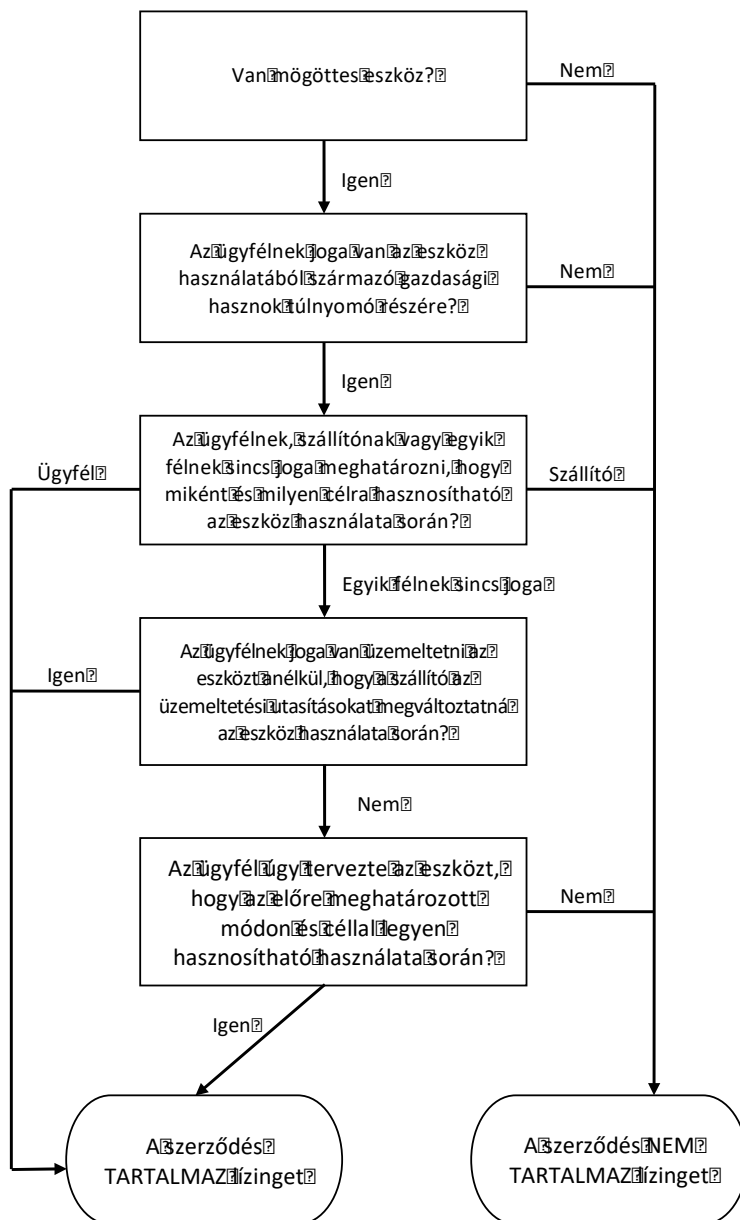 Van mögöttes eszköz?
Nem
Igen
Az ügyfélnek joga van az eszköz
használatából származó gazdasági
hasznok túlnyomó részére?
Nem
Igen
Az ügyfélnek, szállítónak vagy egyik
félnek sincs joga meghatározni, hogy
miként és milyen célra hasznosítható
az eszköz használata során?
Ügyfél
Szállító
Egyik félnek sincs joga
Az ügyfélnek joga van üzemeltetni az
eszközt anélkül, hogy a szállító az
üzemeltetési utasításokat megváltoztatná
az eszköz használata során?
Igen
Nem
Az ügyfél úgy tervezte az eszközt,
hogy az előre meghatározott
módon és céllal legyen
hasznosítható használata során?
Nem
Igen
A szerződés
TARTALMAZ lízinget
A szerződés NEM
TARTALMAZ lízinget